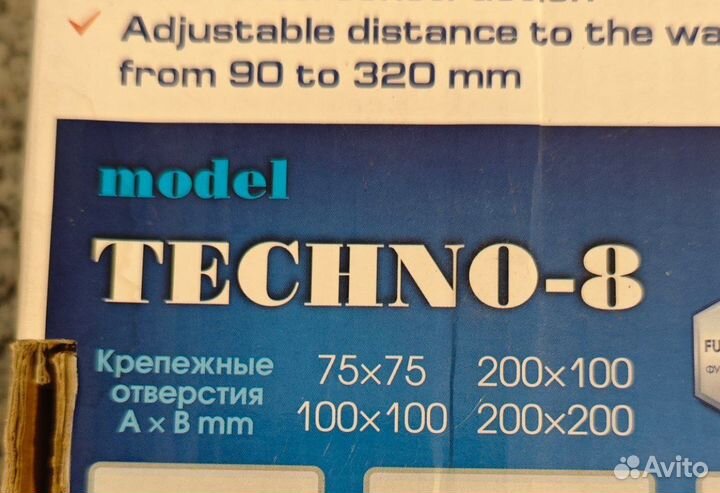 Adjustable distance to the
from 90 to 320 mm
model
TECHNO-8
Крепежные отверстия A × B mm
75×75 200×100
100×100 200×200
FU
Avito